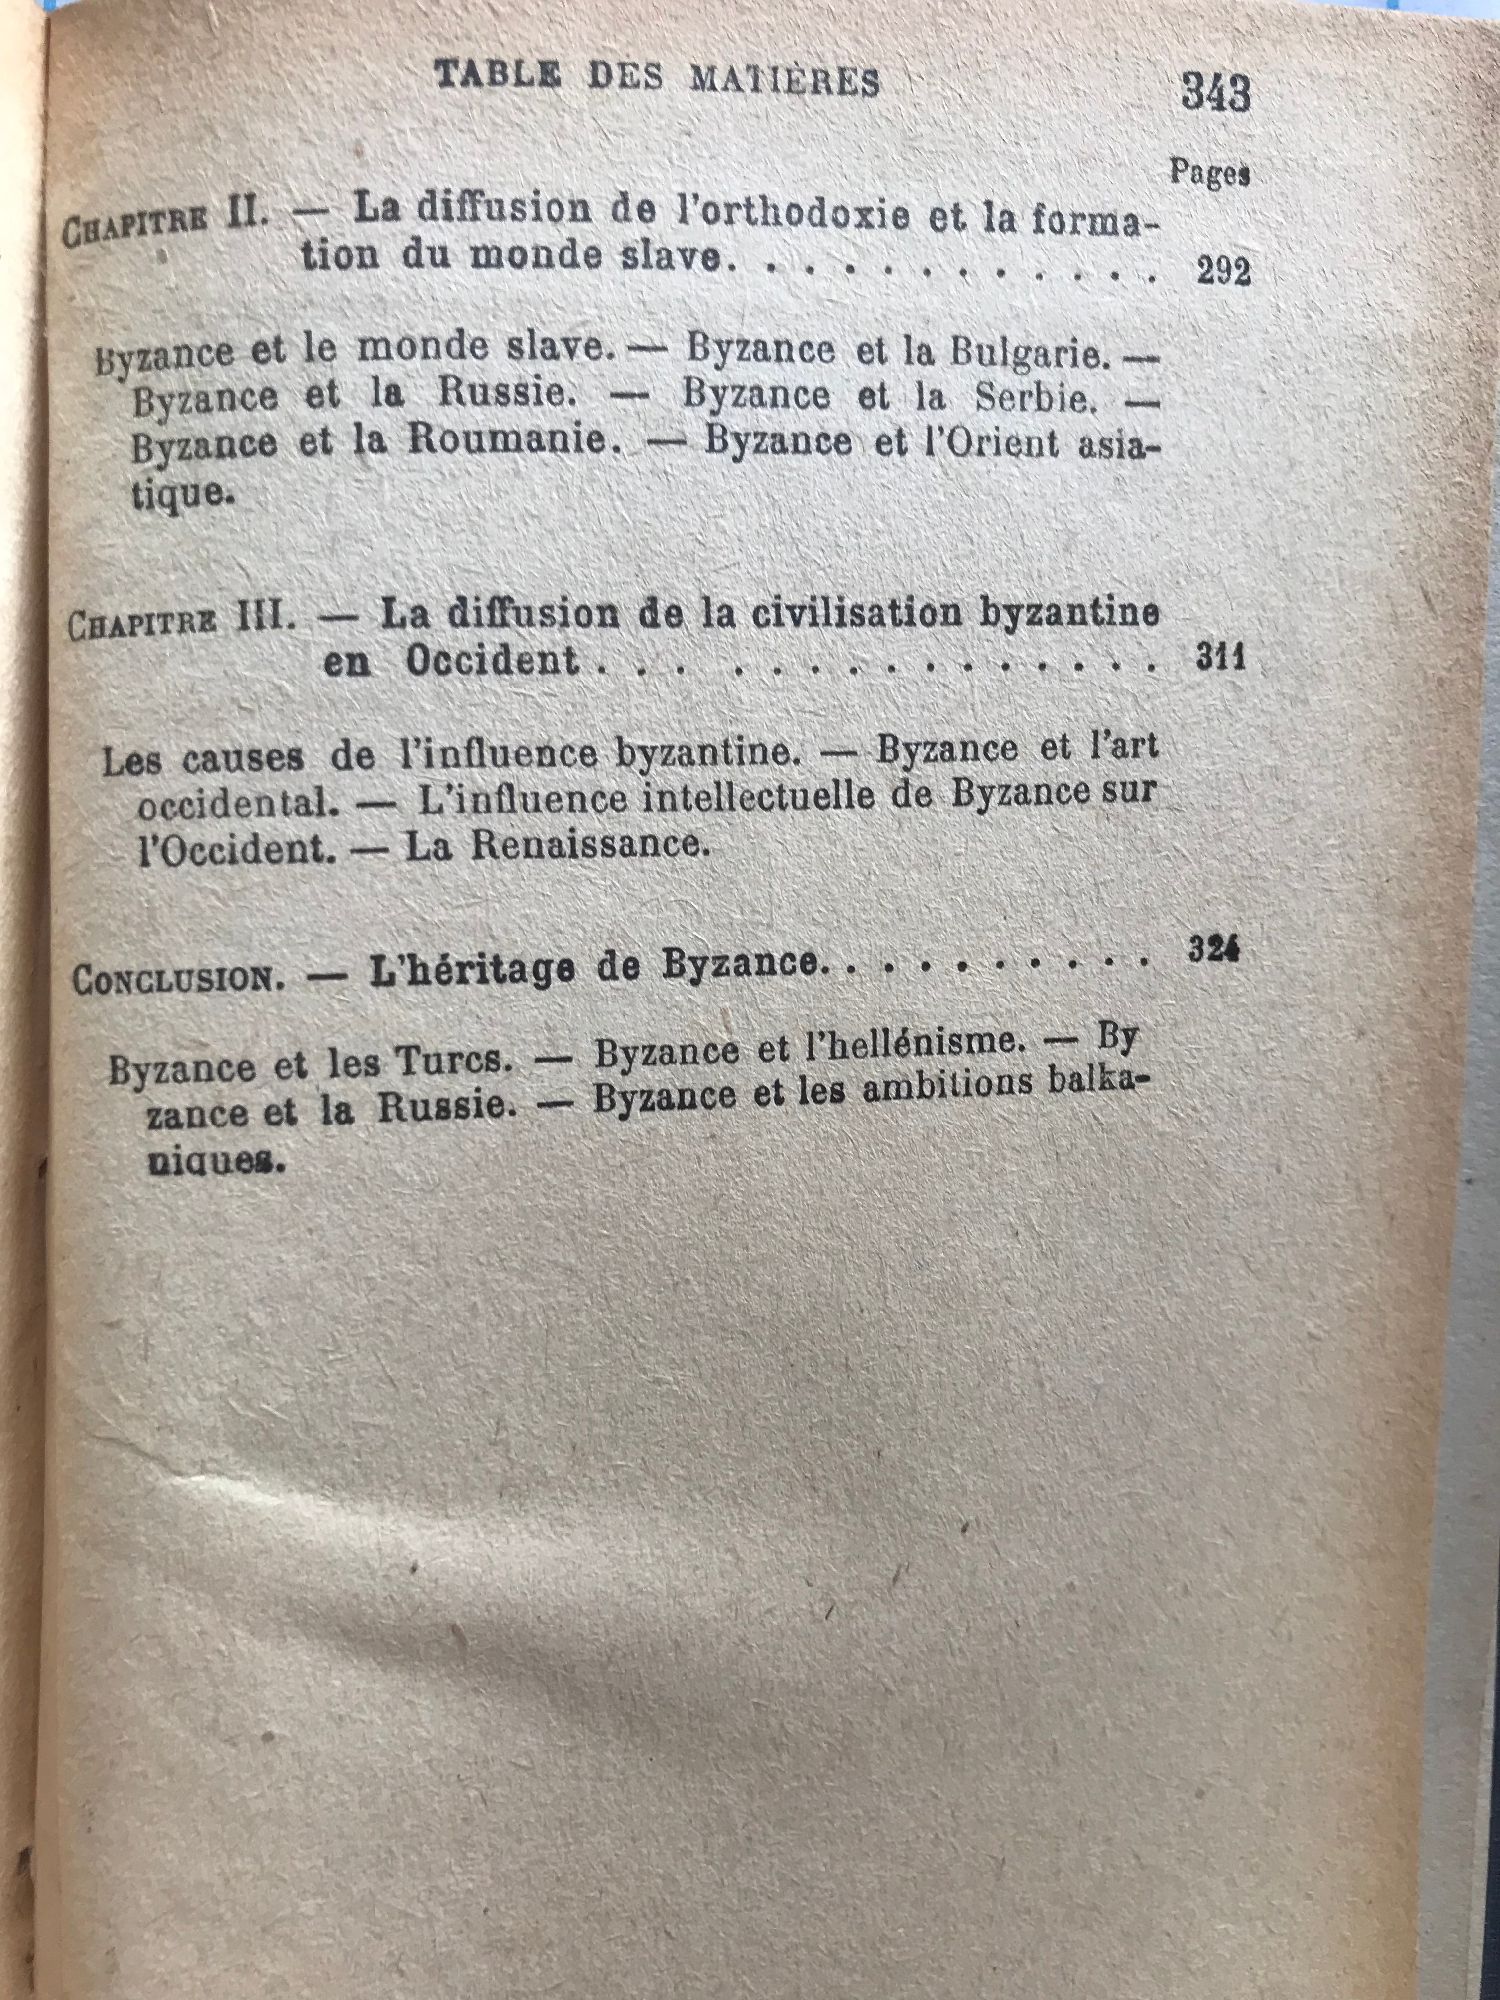 TABLE DES MATIÈRES 343
Pages
CHAPITRE II. — La diffusion de l'orthodoxie et la forma-
tion du monde slave. . . . . . . . . . . . 292
Byzance et le monde slave. — Byzance et la Bulgarie. —
Byzance et la Russie. — Byzance et la Serbie. —
Byzance et la Roumanie. — Byzance et l'Orient asia-
tique.
CHAPITRE III. — La diffusion de la civilisation byzantine
en Occident . . . . . . . . . . . . . . . 311
Les causes de l'influence byzantine. — Byzance et l'art
occidental. — L'influence intellectuelle de Byzance sur
l'Occident. — La Renaissance.
CONCLUSION. — L'héritage de Byzance. . . . . . . . . . 324
Byzance et les Turcs. — Byzance et l'hellénisme. — By
zance et la Russie. — Byzance et les ambitions balka-
niques.